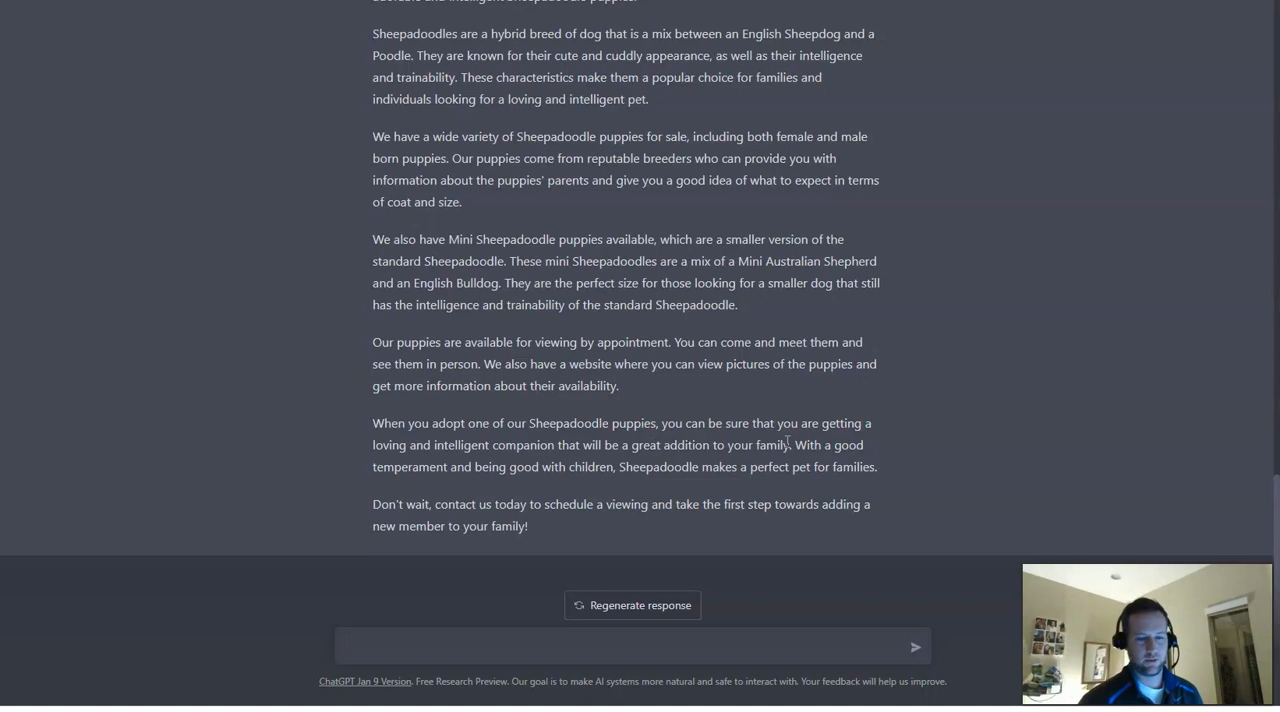 Sheepadoodles are a hybrid breed of dog that is a mix between an English Sheepdog and a
Poodle. They are known for their cute and cuddly appearance, as well as their intelligence
and trainability. These characteristics make them a popular choice for families and
individuals looking for a loving and intelligent pet.
We have a wide variety of Sheepadoodle puppies for sale, including both female and male
born puppies. Our puppies come from reputable breeders who can provide you with
information about the puppies' parents and give you a good idea of what to expect in terms
of coat and size.
We also have Mini Sheepadoodle puppies available, which are a smaller version of the
standard Sheepadoodle. These mini Sheepadoodles are a mix of a Mini Australian Shepherd
and an English Bulldog. They are the perfect size for those looking for a smaller dog that still
has the intelligence and trainability of the standard Sheepadoodle.
Our puppies are available for viewing by appointment. You can come and meet them and
see them in person. We also have a website where you can view pictures of the puppies and
get more information about their availability.
When you adopt one of our Sheepadoodle puppies, you can be sure that you are getting a
loving and intelligent companion that will be a great addition to your family. With a good
temperament and being good with children, Sheepadoodle makes a perfect pet for families.
Don't wait, contact us today to schedule a viewing and take the first step towards adding a
new member to your family!
Regenerate response
ChatGPT Jan 9 Version. Free Research Preview. Our goal is to make AI systems more natural and safe to interact with. Your feedback will help us improve.